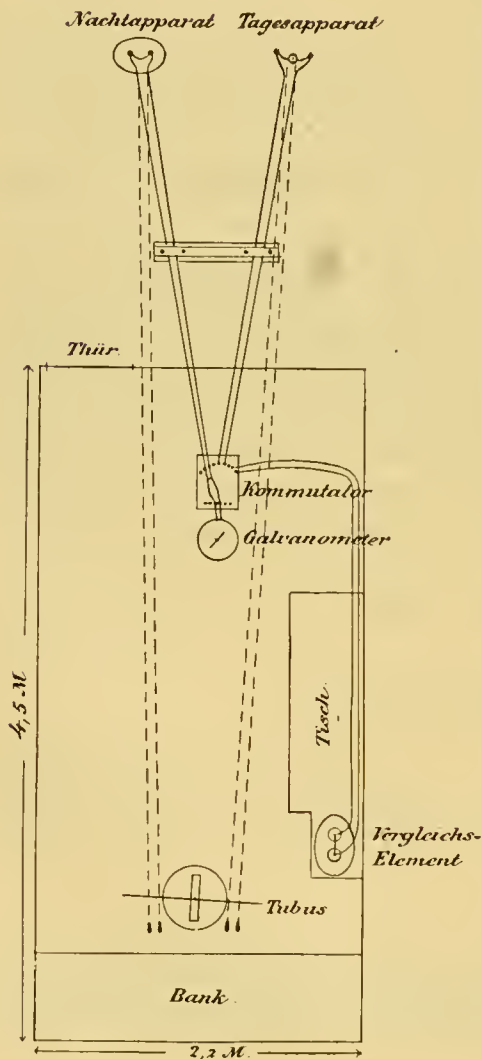 Nachtapparat Tagesapparat
Thür.
Kommutator
Galvanometer
4,5 M
Tisch
Vergleichs-
Element
Tubus
Bank.
2,2 M.